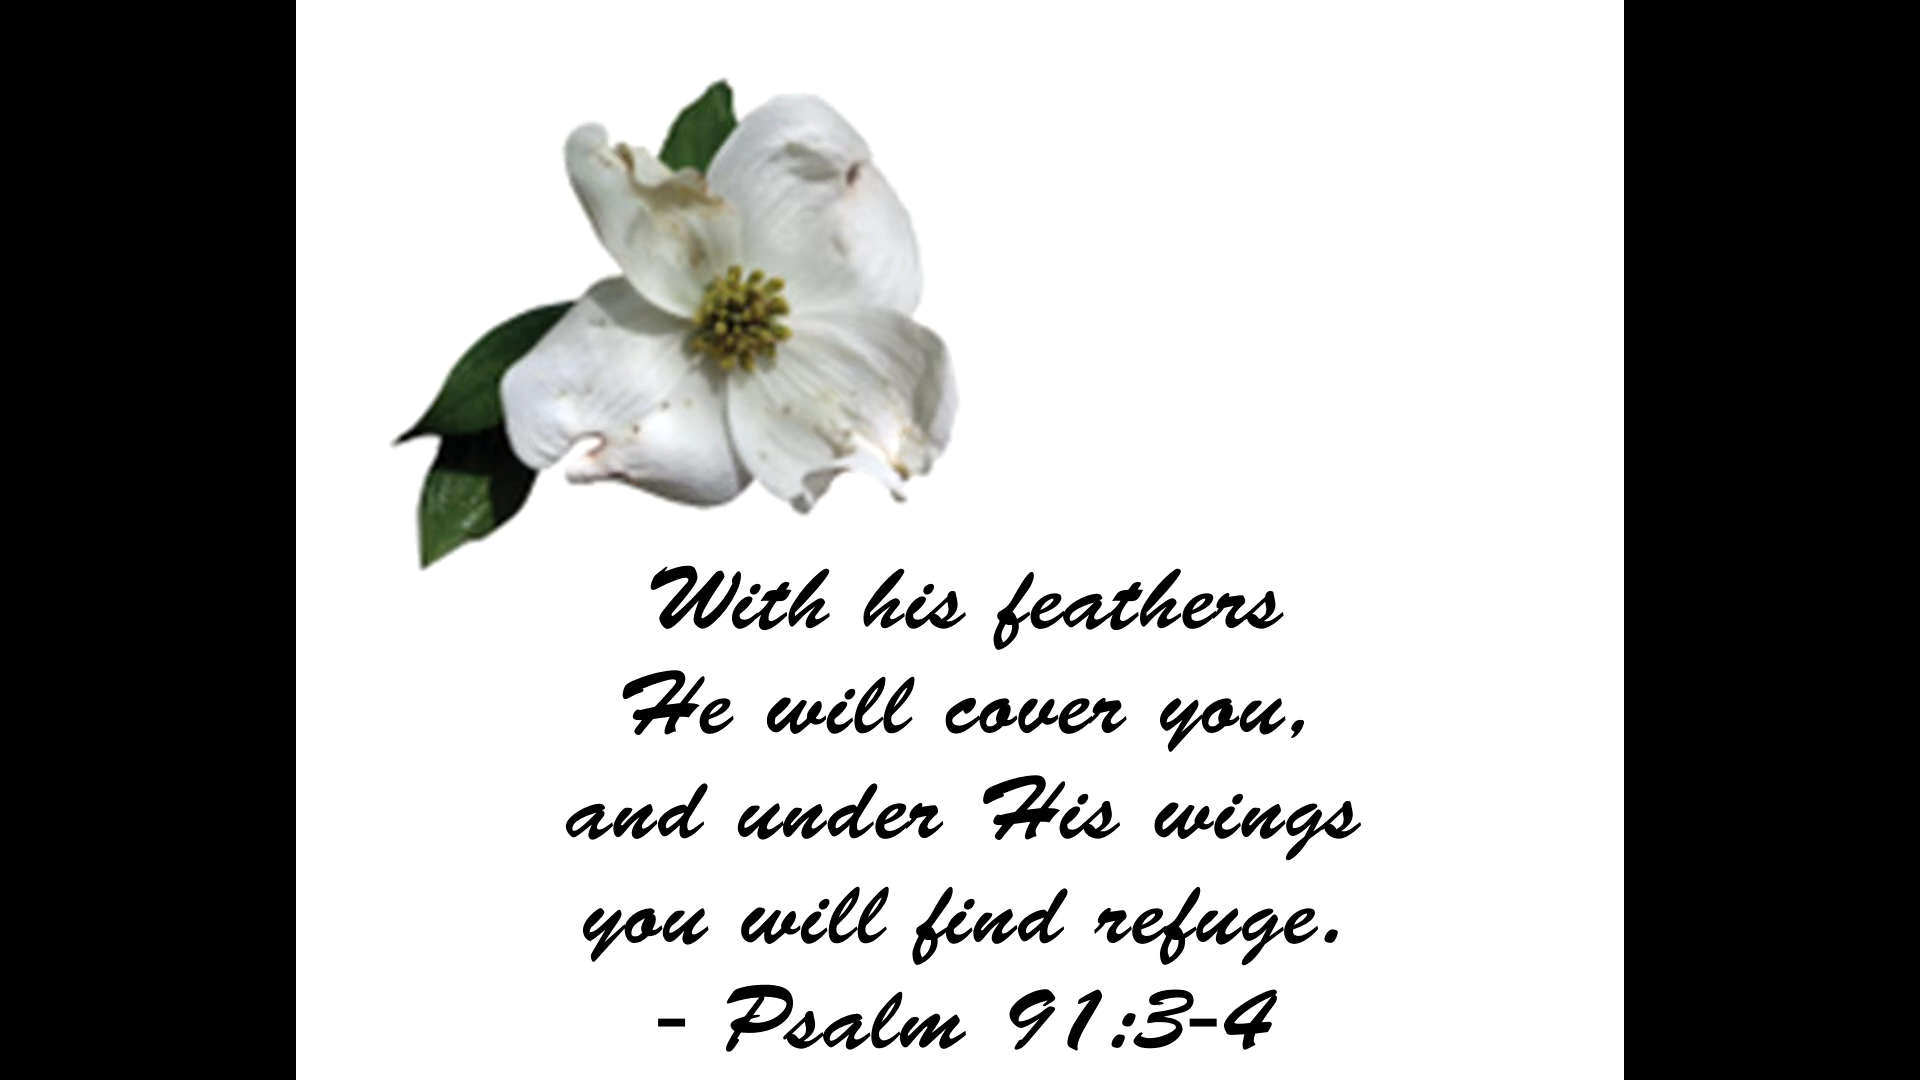 With his feathers
He will cover you,
and under His wings
you will find refuge.
- Psalm 91:3-4